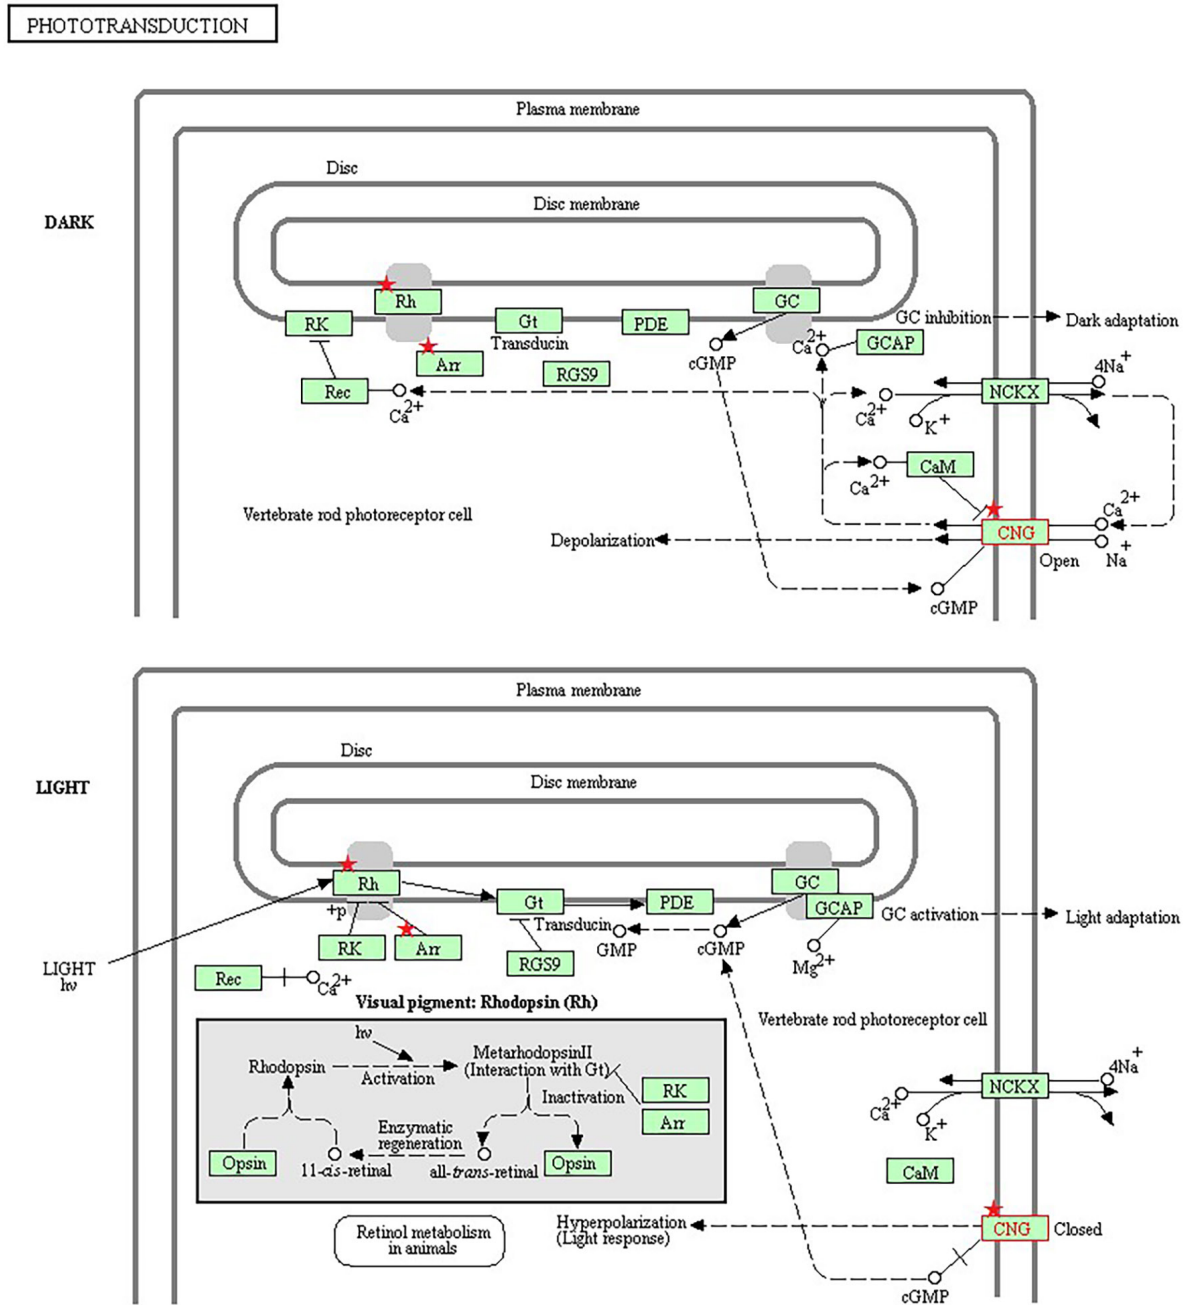 PHOTOTRANSDUCTION
Plasma membrane
Disc
Disc membrane
DARK
Rh
GC
RK
Gt
Transducin
PDE
GC inhibition
Dark adaptation
Ca2+
GCAP
Arr
cGMP
RGS9
4Na+
Rec
Ca2+
Ca2+
K+
NCKX
CaM
Ca2+
Vertebrate rod photoreceptor cell
Ca2+
Depolarization
CNG
Open
Na+
cGMP
Plasma membrane
Disc
LIGHT
Disc membrane
Rh
GC
+p
Gt
PDE
GCAP
GC activation
Light adaptation
Transducin
GMP
cGMP
RK
Arr
RGS9
Mg2+
LIGHT
hν
Rec
Ca2+
Visual pigment: Rhodopsin (Rh)
Vertebrate rod photoreceptor cell
hν
Rhodopsin
Activation
MetarhodopsinII
(Interaction with Gt)
Inactivation
RK
Arr
Enzymatic
regeneration
Opsin
11-cis-retinal
all-trans-retinal
Opsin
4Na+
NCKX
Ca2+
K+
CaM
Retinol metabolism
in animals
Hyperpolarization
(Light response)
CNG
Closed
cGMP